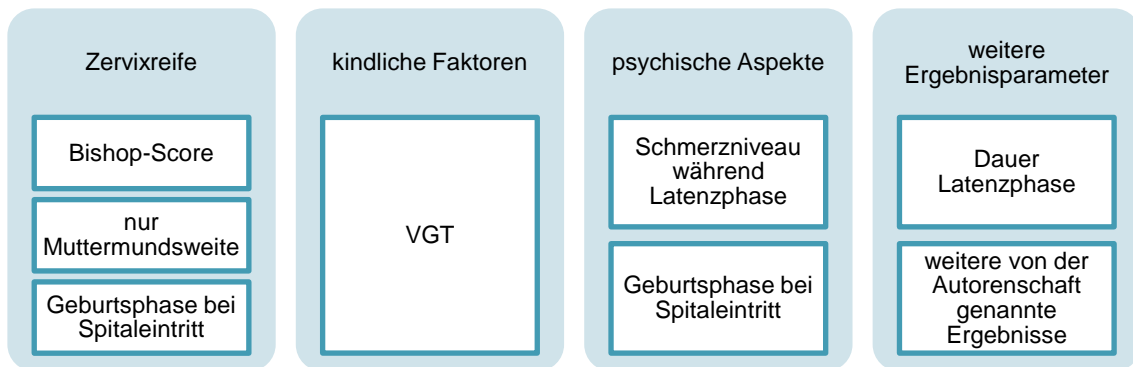 Zervixreife
Bishop-Score
nur
Muttermundsweite
Geburtsphase bei
Spitaleintritt
kindliche Faktoren
VGT
psychische Aspekte
Schmerzniveau
während
Latenzphase
Geburtsphase bei
Spitaleintritt
weitere
Ergebnisparameter
Dauer
Latenzphase
weitere von der
Autorenschaft
genannte
Ergebnisse